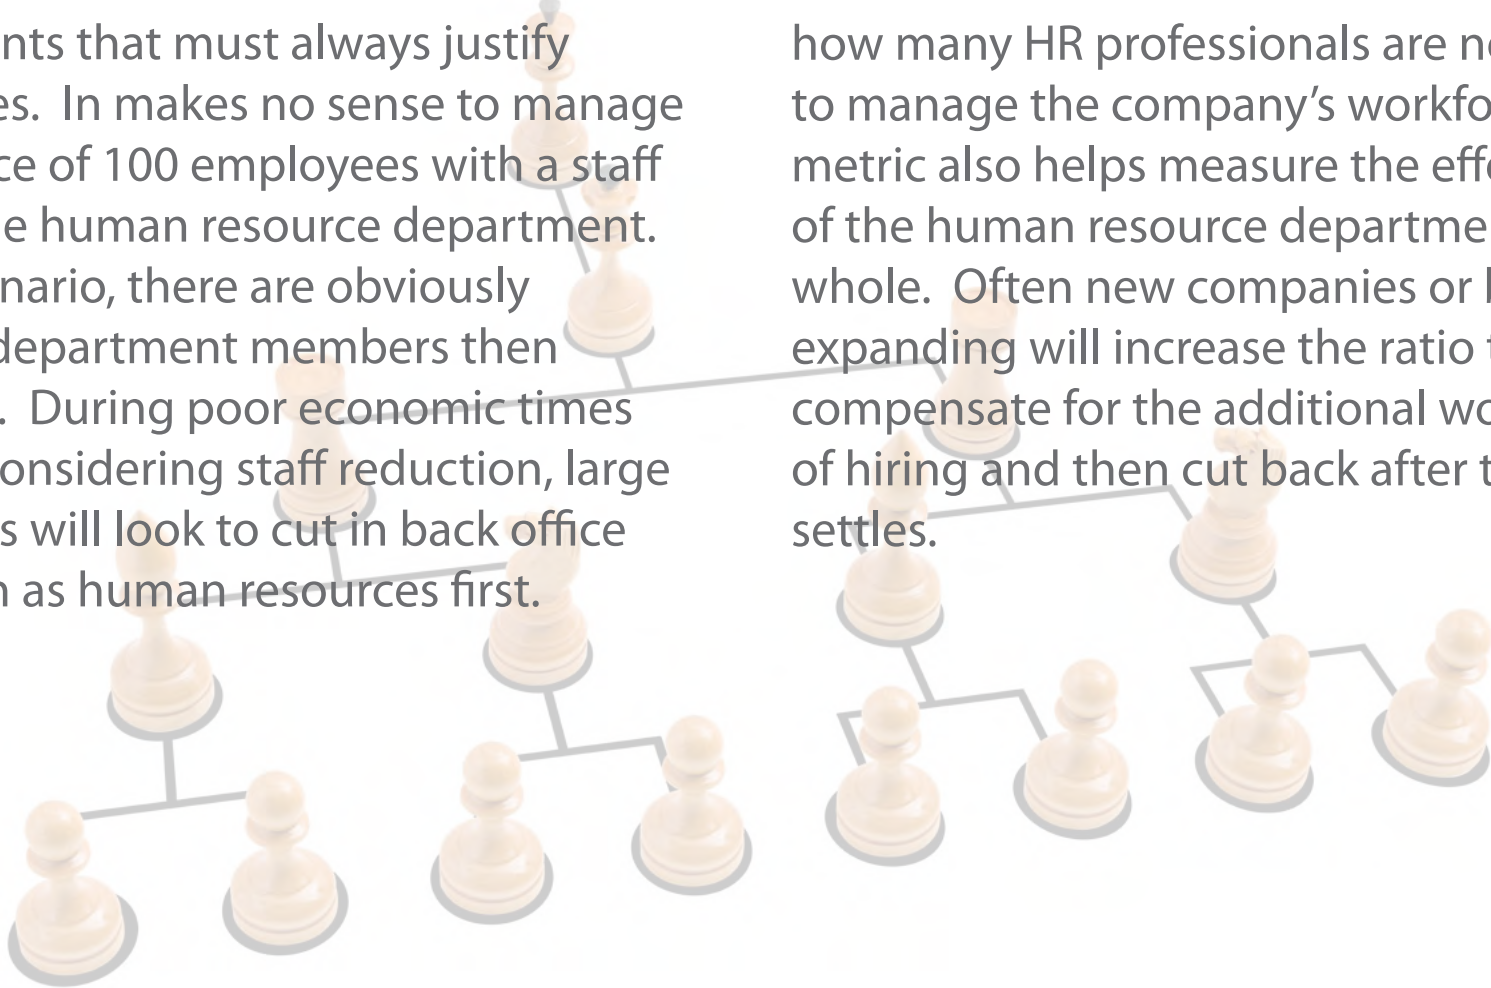 nts that must always justify
es. In makes no sense to manage
ce of 100 employees with a staff
e human resource department.
nario, there are obviously
department members then
. During poor economic times
onsidering staff reduction, large
s will look to cut in back office
h as human resources first.
how many HR professionals are ne
to manage the company’s workfo
metric also helps measure the effe
of the human resource departme
whole. Often new companies or b
expanding will increase the ratio t
compensate for the additional wo
of hiring and then cut back after t
settles.